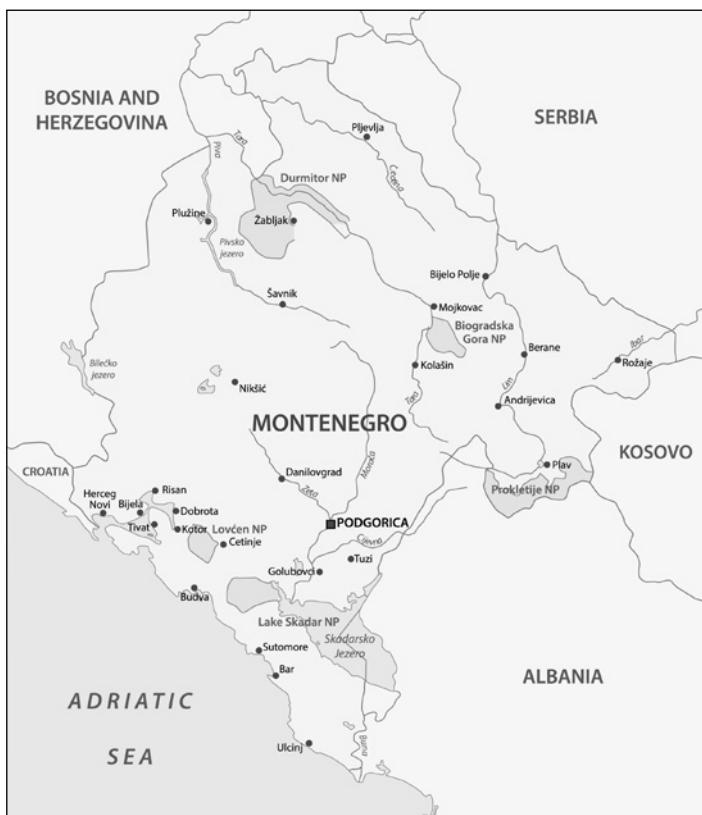 BOSNIA AND
HERZEGOVINA
SERBIA
Pljevlja
Tara
Piva
Ćeotina
Durmitor NP
Plužine
Žabljak
Pivsko
jezero
Bijelo Polje
Šavnik
Mojkovac
Biogradska
Gora NP
Ibar
Berane
Rožaje
Bilećko
jezero
Kolašin
Nikšić
Lim
Tara
Andrijevica
MONTENEGRO
KOSOVO
Morača
CROATIA
Danilovgrad
Plav
Zeta
Prokletije NP
Risan
Herceg
Novi
Bijela
Dobrota
Tivat
Kotor
Lovćen NP
PODGORICA
Cetinje
Cijevna
Tuzi
Golubovci
Budva
Lake Skadar NP
Skadarsko
Jezero
Sutomore
Bar
ALBANIA
ADRIATIC
SEA
Ulcinj
Bojana